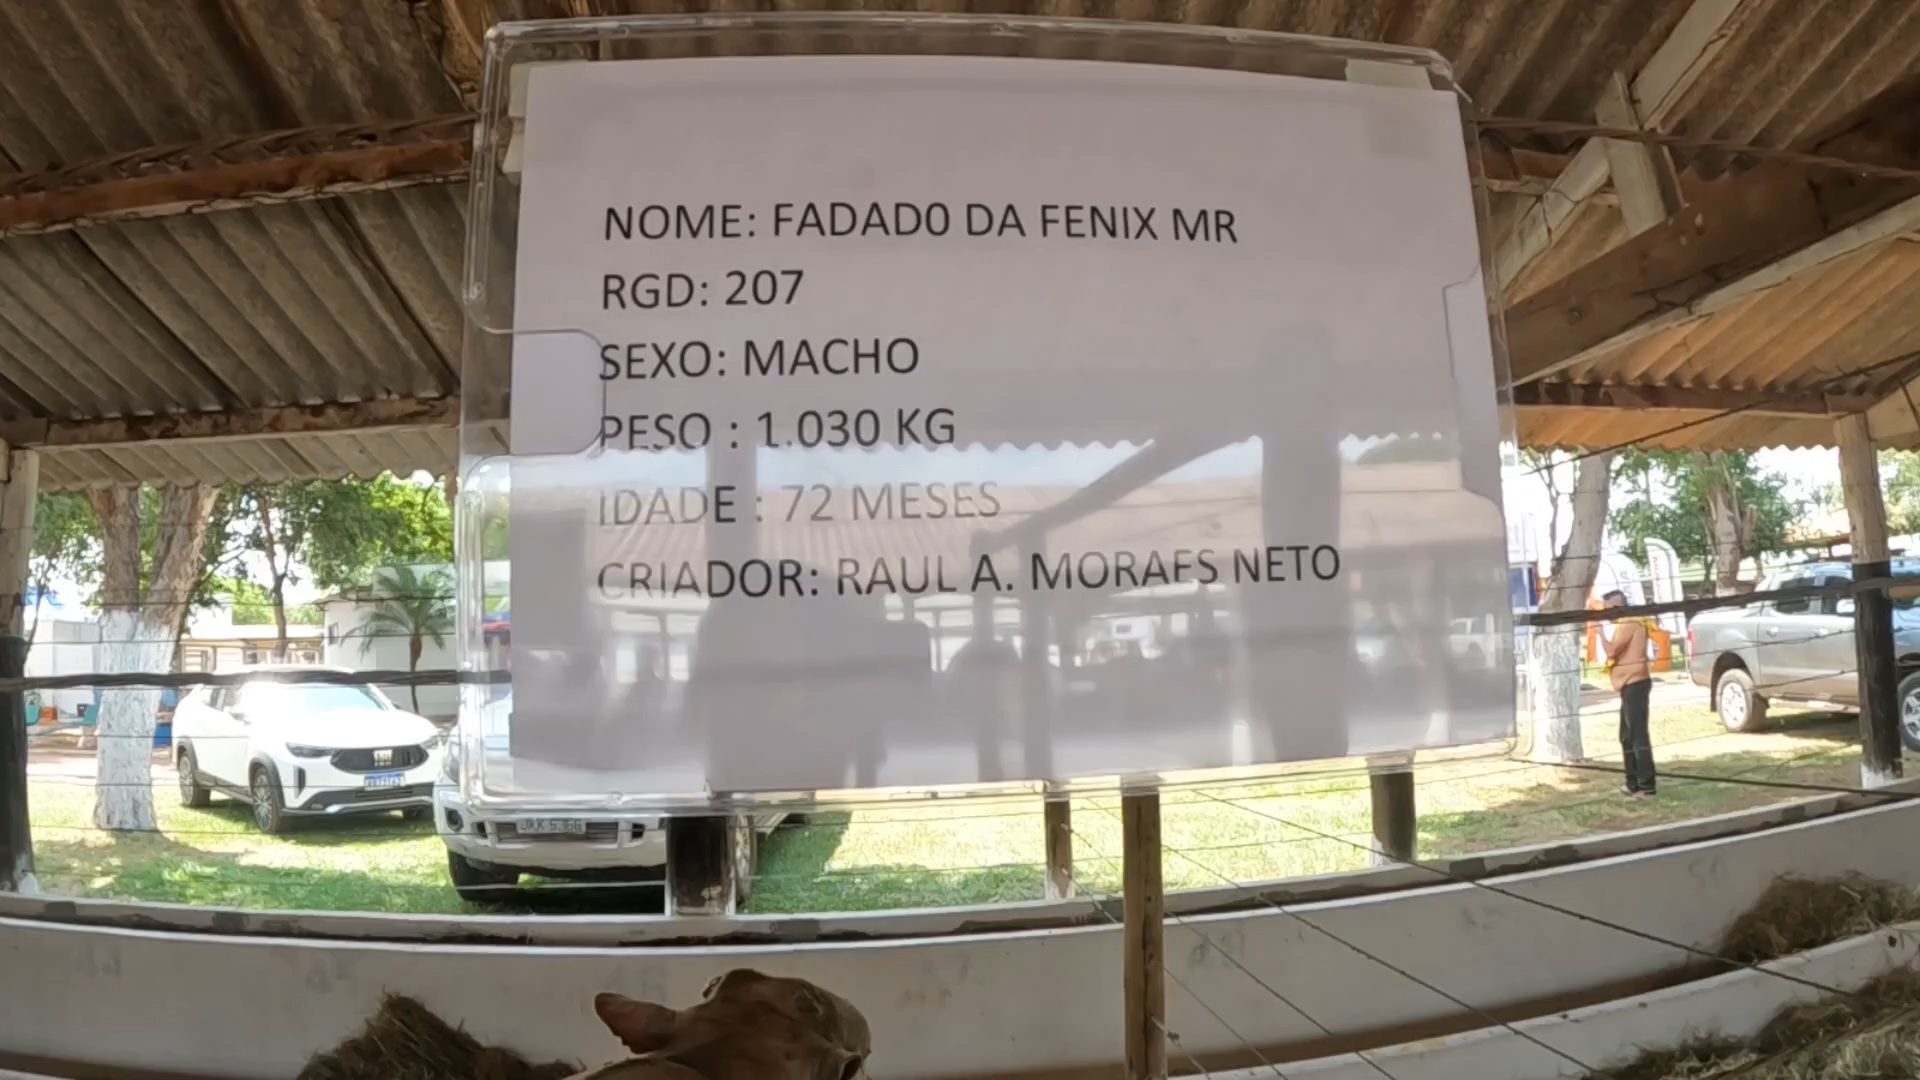 NOME: FADAD0 DA FENIX MR
RGD: 207
SEXO: MACHO
PESO : 1.030 KG
IDADE : 72 MESES
CRIADOR: RAUL A. MORAES NETO